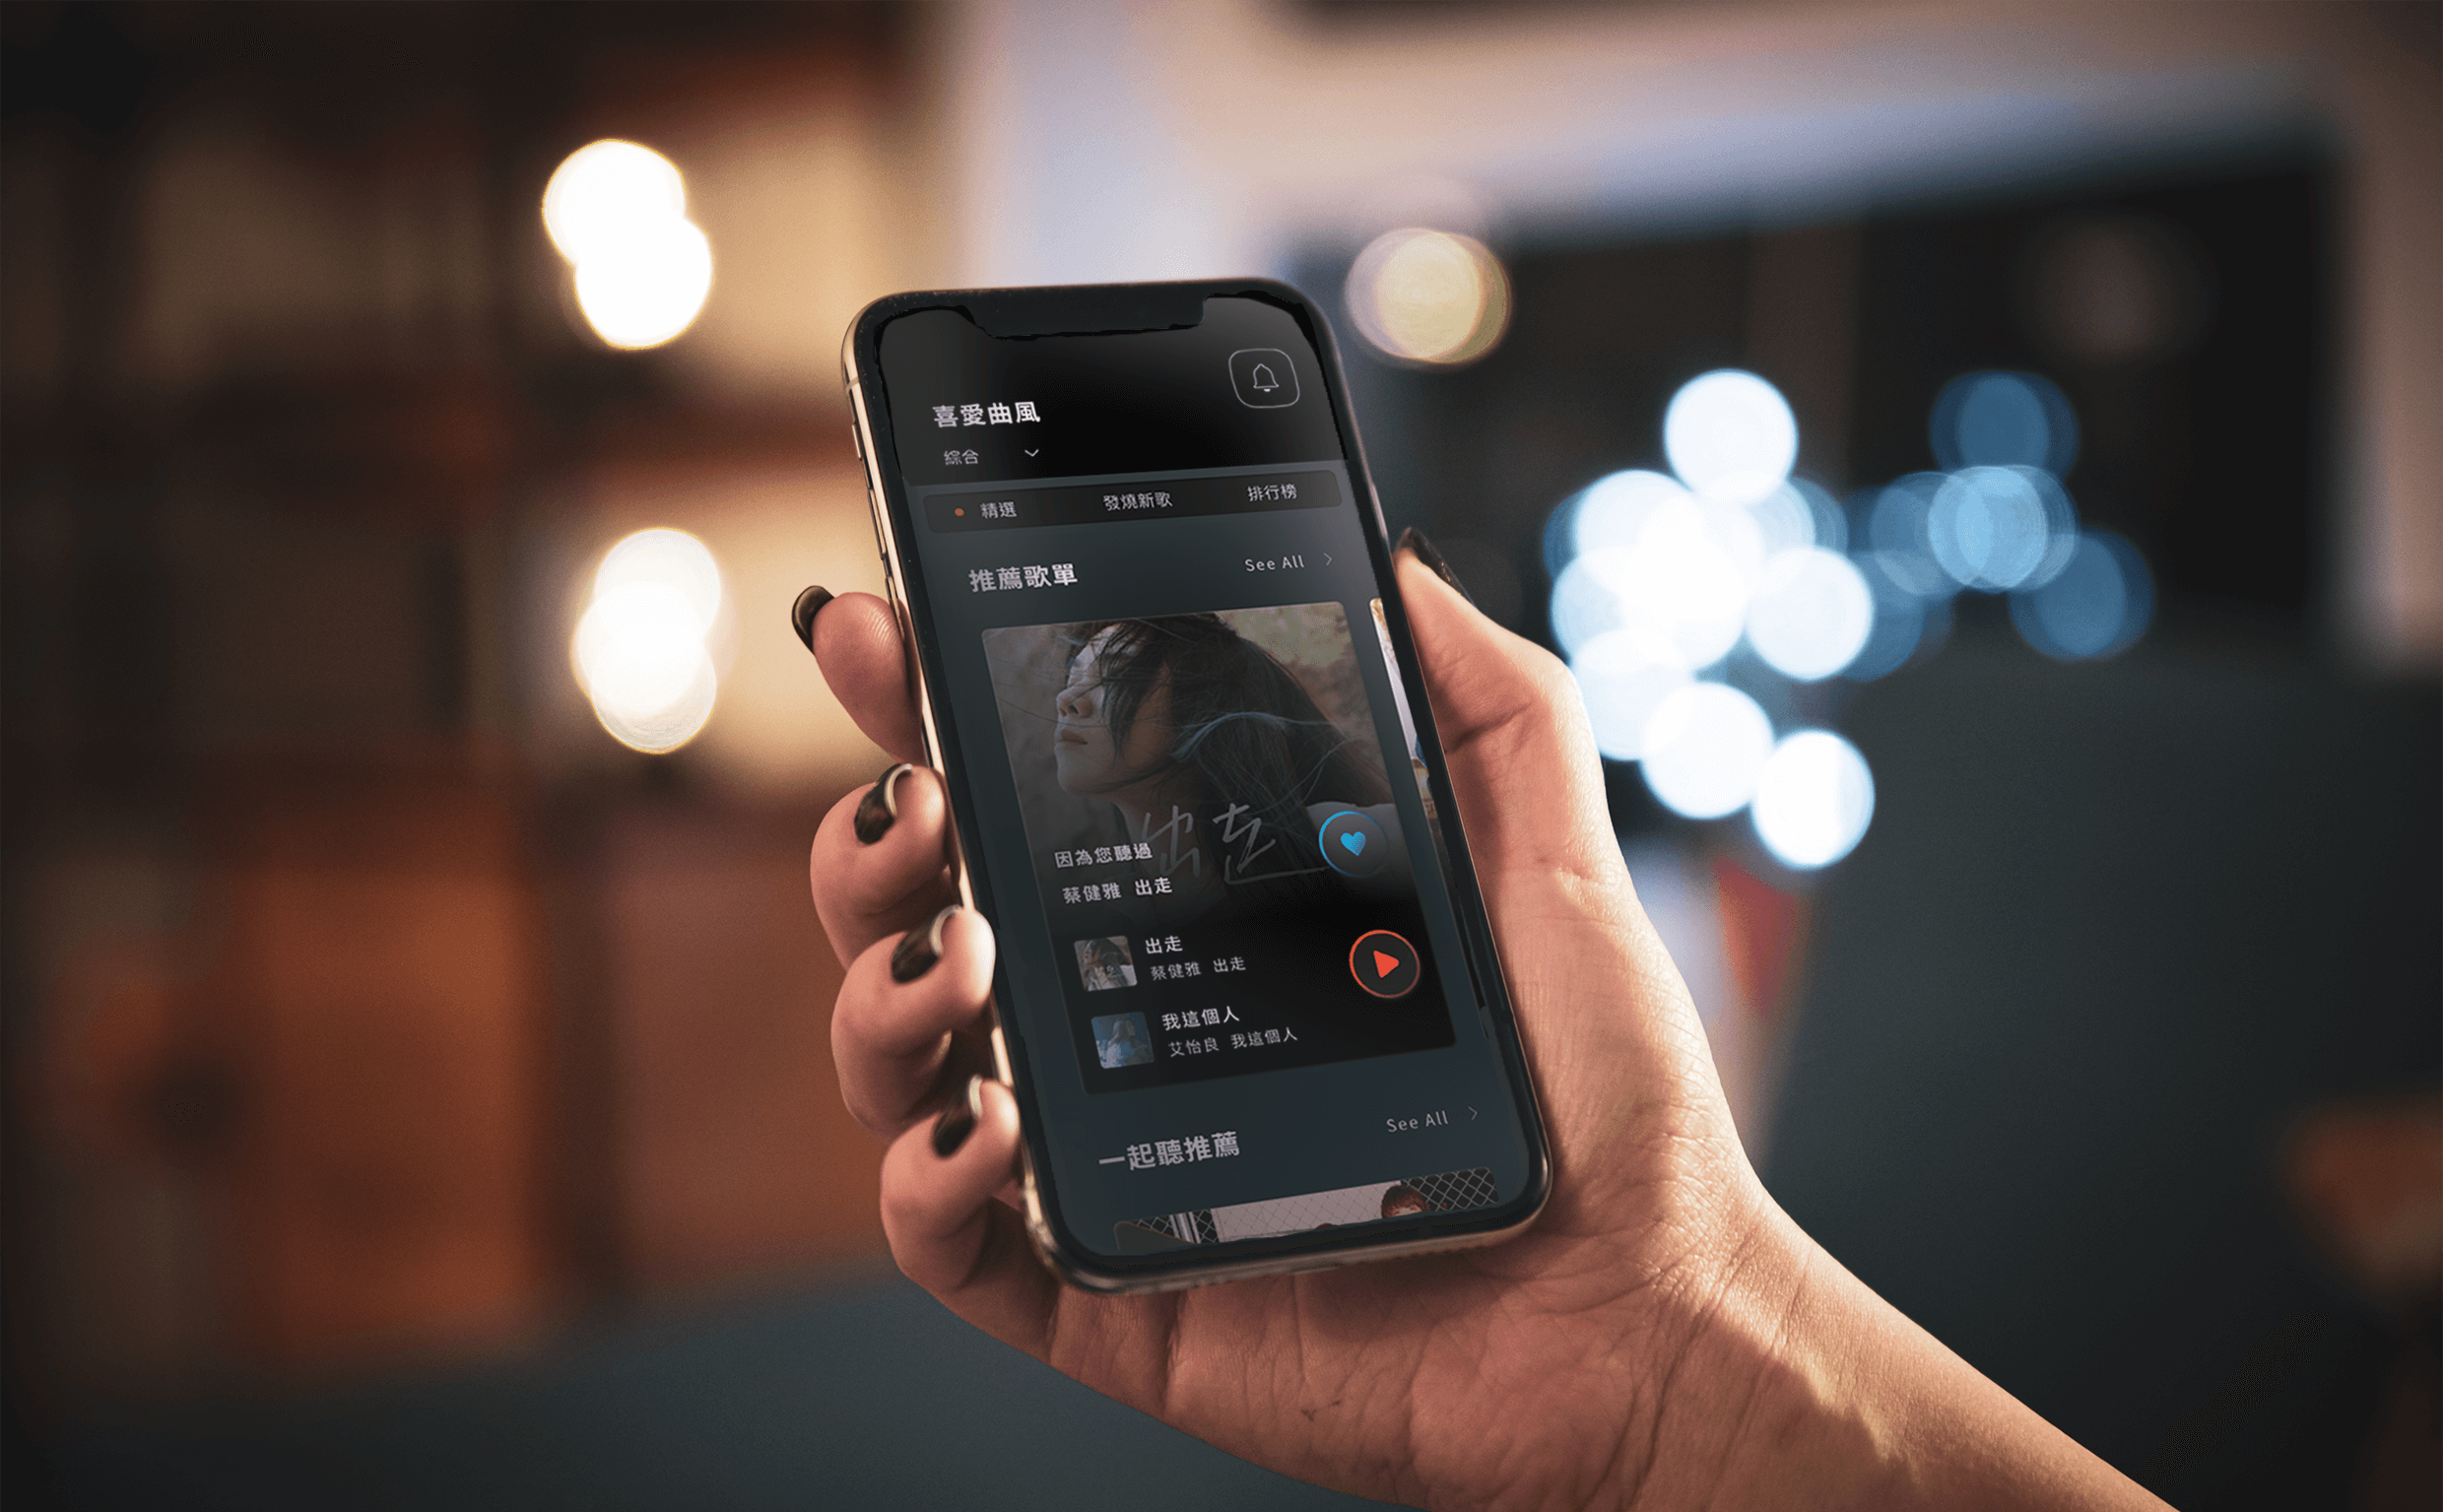 喜愛曲風
綜合
精選 發燒新歌 排行榜
推薦歌單 See All
出走
因為您聽過
蔡健雅 出走
出走
蔡健雅 出走
我這個人
艾怡良 我這個人
一起聽推薦 See All